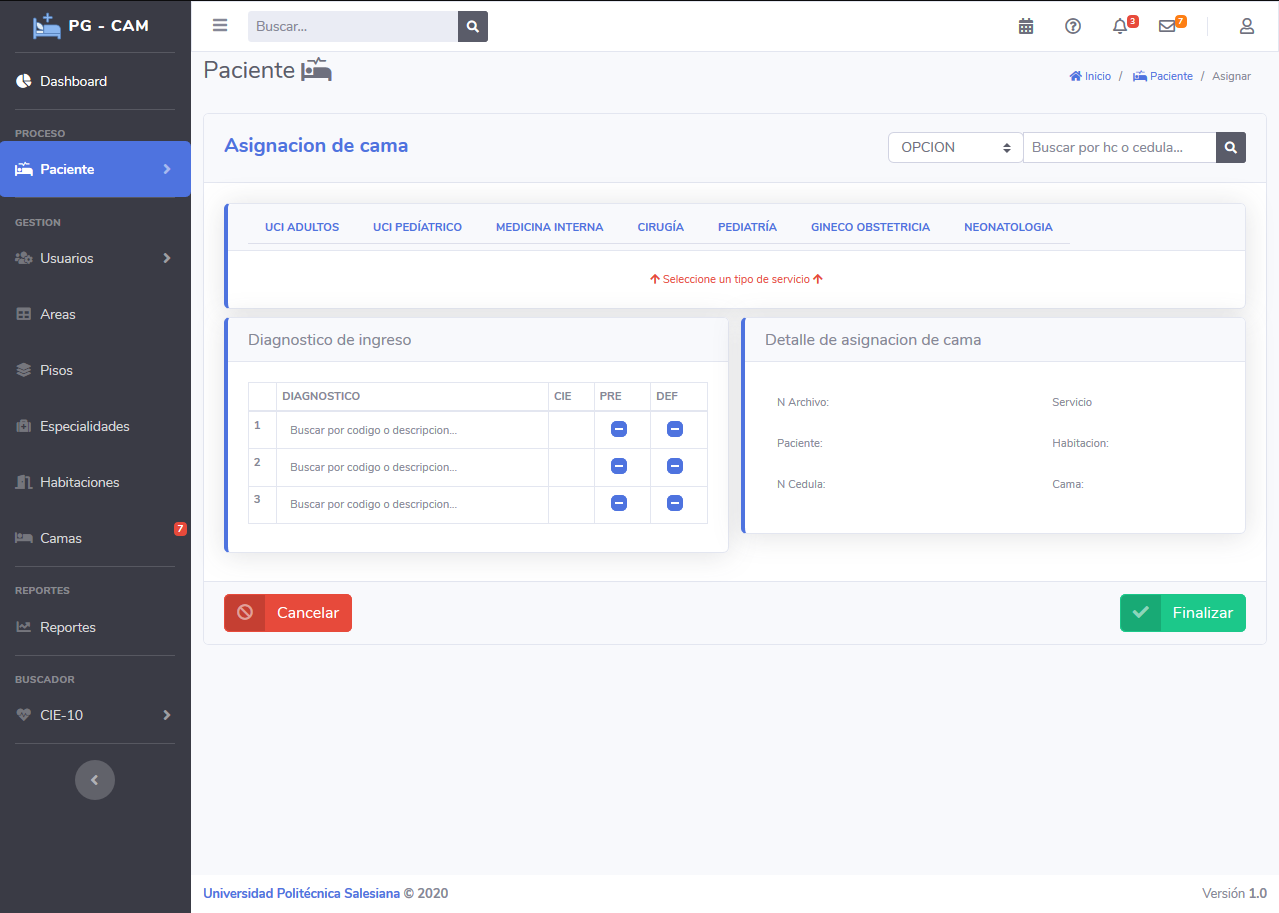 PG - CAM
Buscar...
3
7
Dashboard
PROCESO
Paciente
GESTION
Usuarios
Areas
Pisos
Especialidades
Habitaciones
Camas
7
REPORTES
Reportes
BUSCADOR
CIE-10
Paciente
Inicio / Paciente / Asignar
Asignacion de cama
OPCION
Buscar por hc o cedula...
UCI ADULTOS UCI PEDÍATRICO MEDICINA INTERNA CIRUGÍA PEDIATRÍA GINECO OBSTETRICIA NEONATOLOGIA
Seleccione un tipo de servicio
Diagnostico de ingreso
DIAGNOSTICO CIE PRE DEF
1 Buscar por codigo o descripcion...
2 Buscar por codigo o descripcion...
3 Buscar por codigo o descripcion...
Detalle de asignacion de cama
N Archivo: Servicio
Paciente: Habitacion:
N Cedula: Cama:
Cancelar
Finalizar
Universidad Politécnica Salesiana © 2020
Versión 1.0